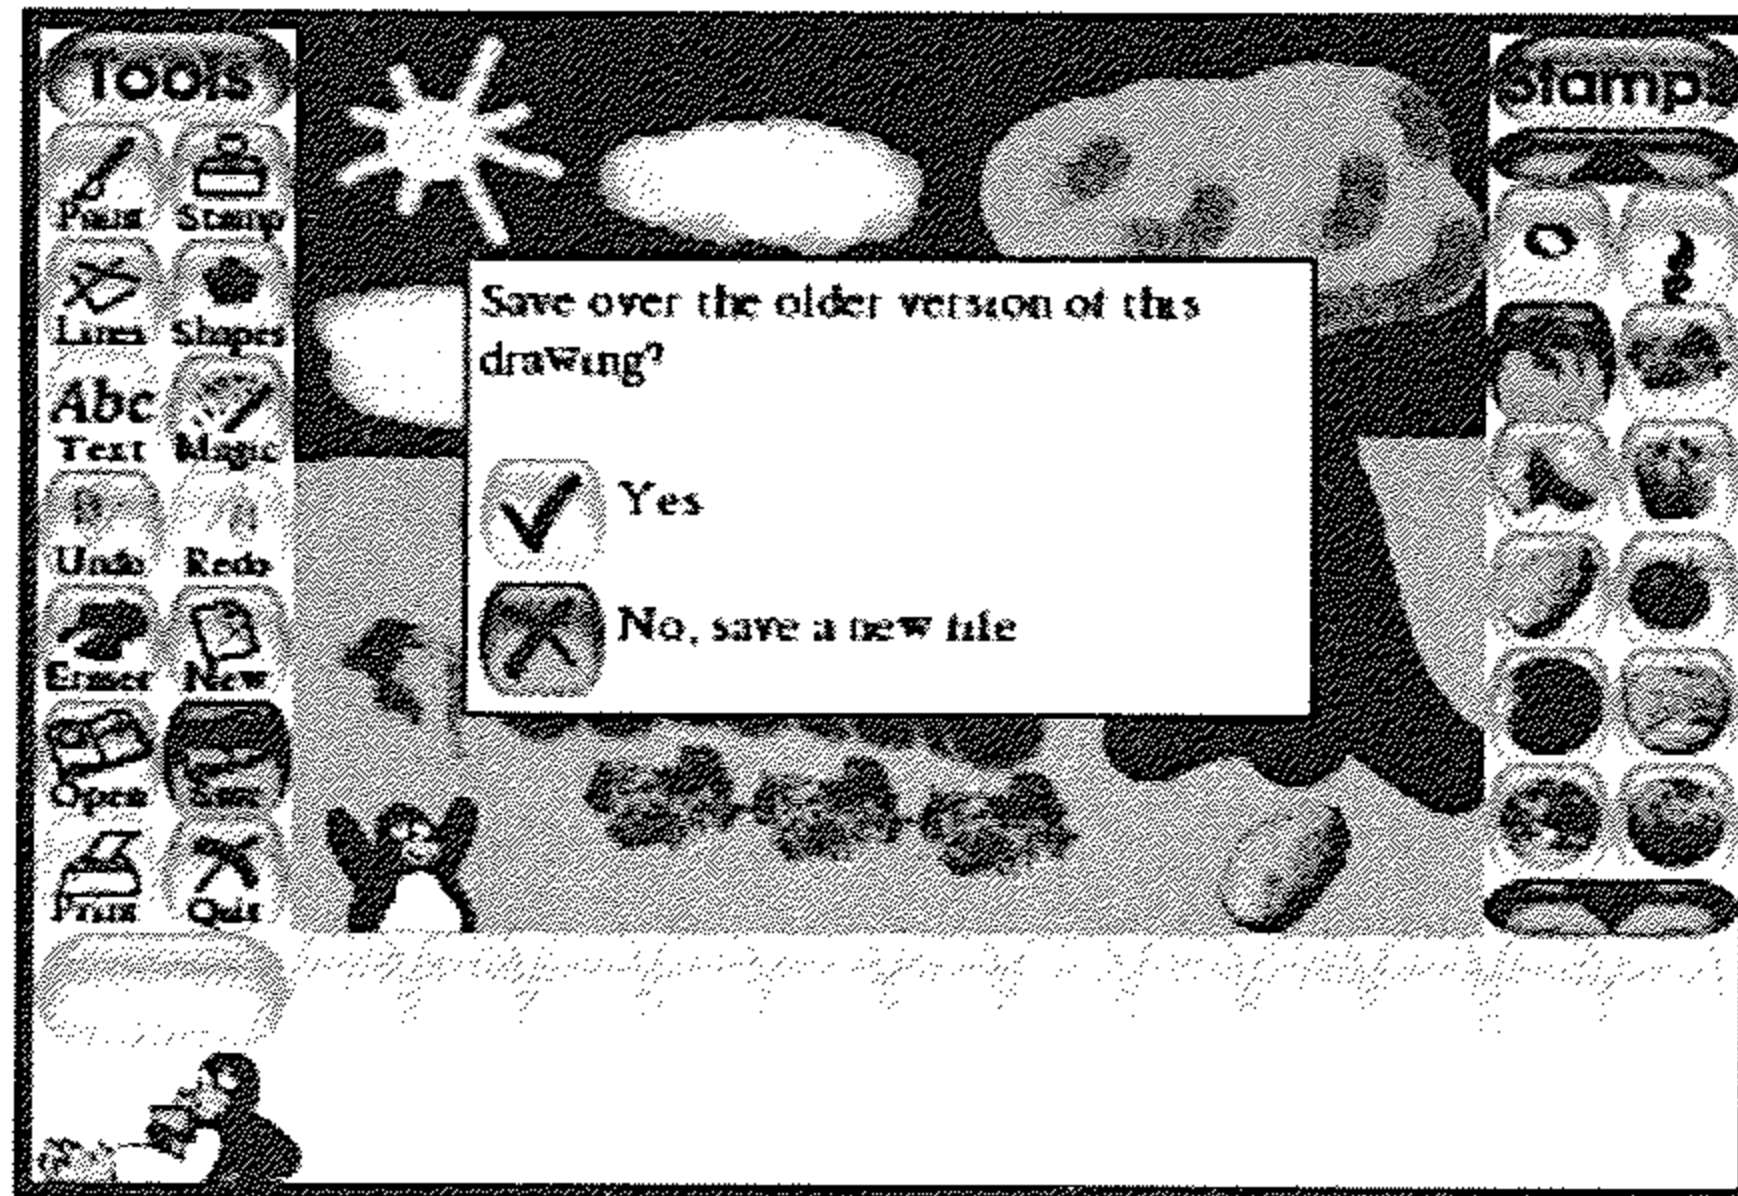 Tools
Stamps
Paint Stamp
Lines Shapes
Abc
Text Magic
Undo Redo
Eraser New
Open Save
Print Quit
Save over the older version of this
drawing?
Yes
No, save a new file